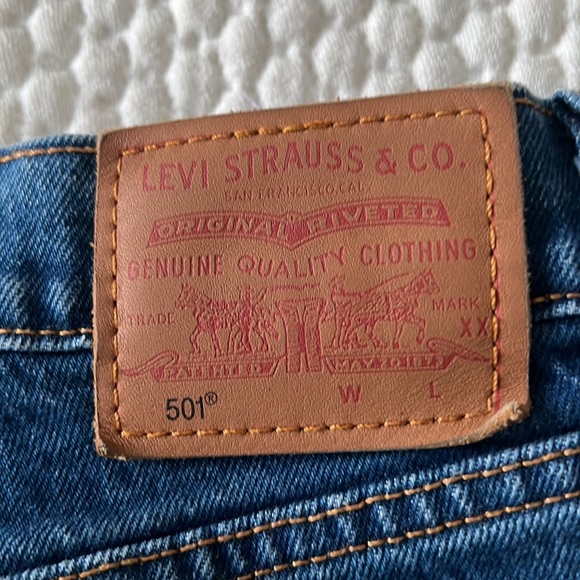 LEVI STRAUSS & CO.
SAN FRANCISCO, CAL.
ORIGINAL RIVETED
GENUINE QUALITY CLOTHING
TRADE MARK
XX
PATENTED MAY 20 1873
501® W L